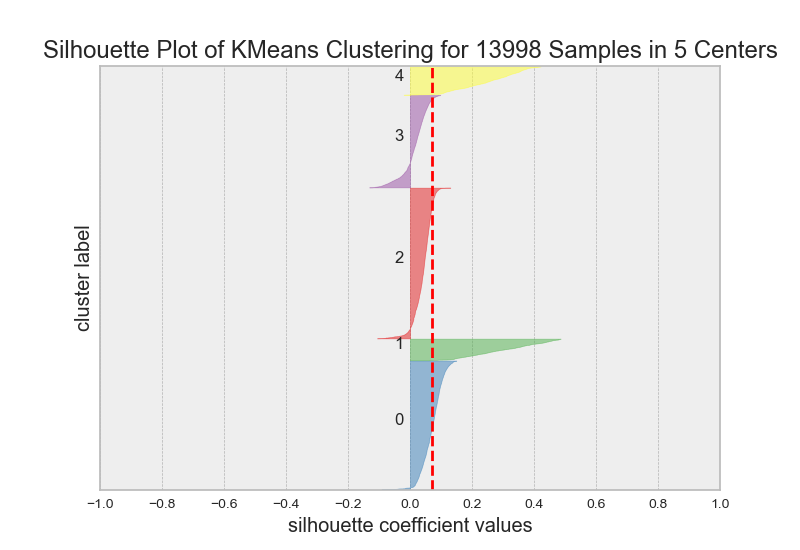 Silhouette Plot of KMeans Clustering for 13998 Samples in 5 Centers
4
3
2
1
0
cluster label
−1.0 −0.8 −0.6 −0.4 −0.2 0.0 0.2 0.4 0.6 0.8 1.0
silhouette coefficient values